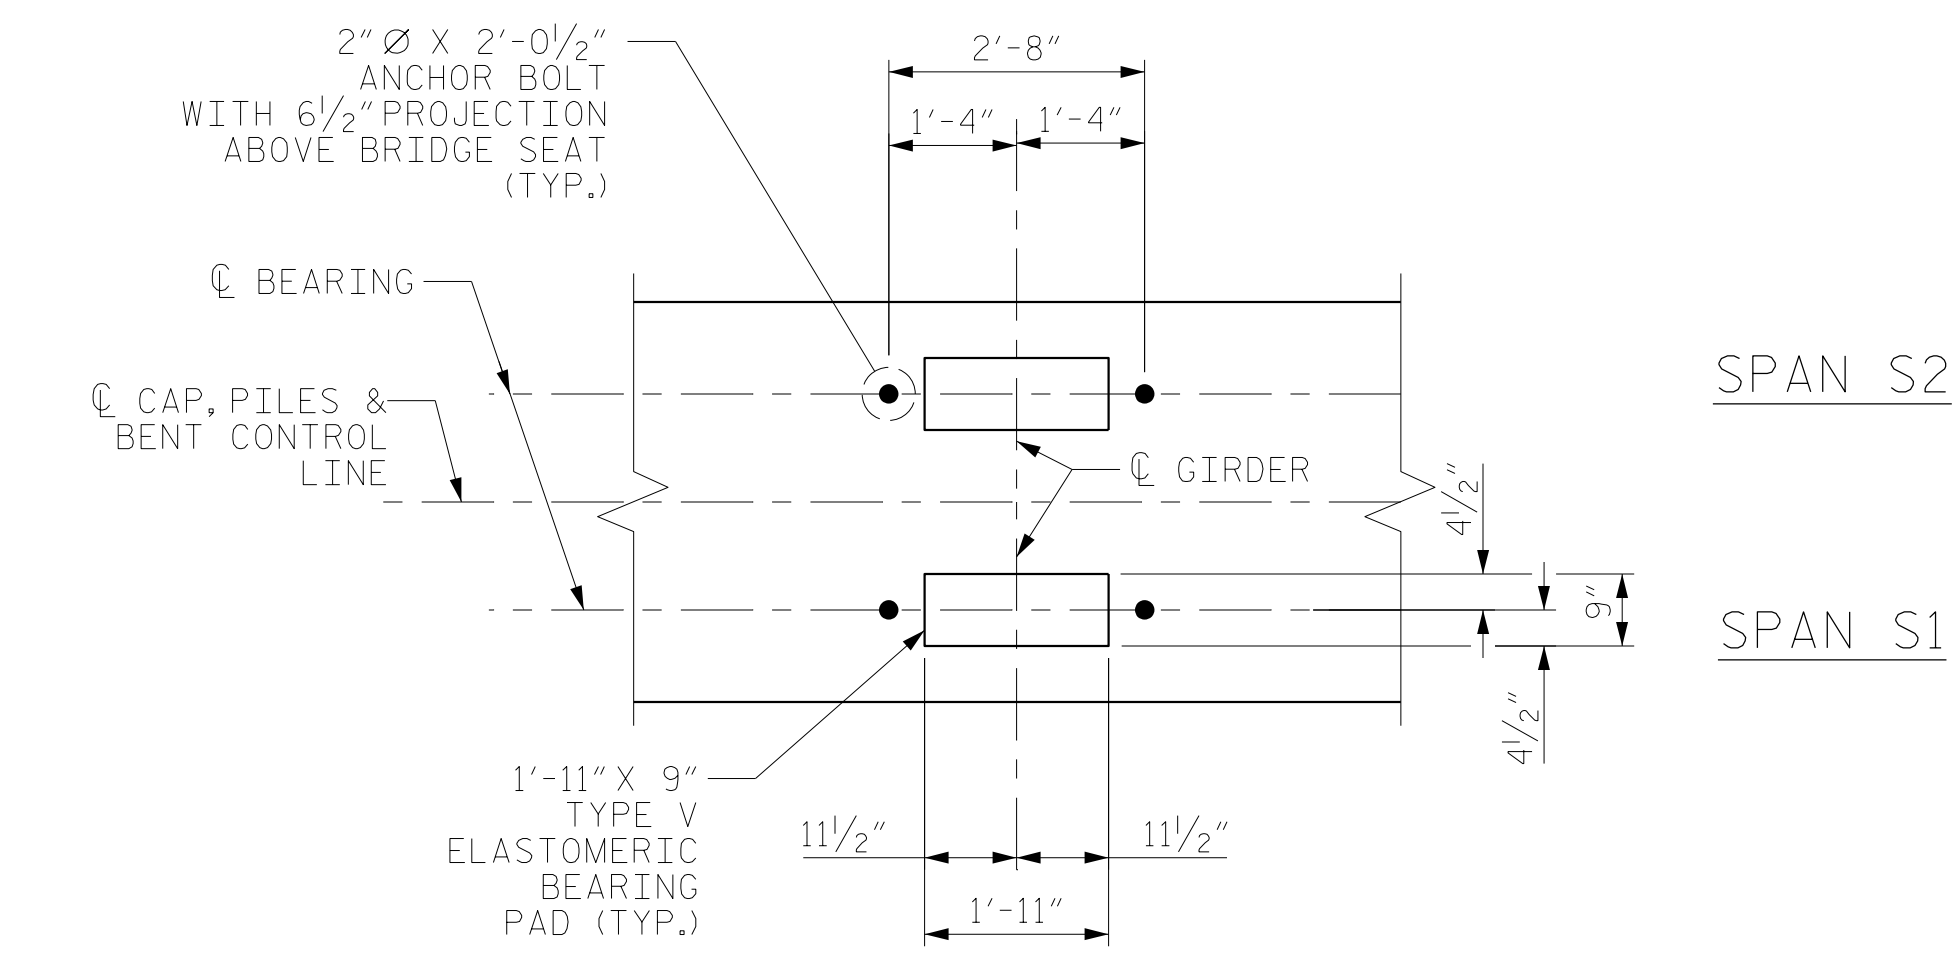 2"Ø X 2'-0½"
ANCHOR BOLT
WITH 6½" PROJECTION
ABOVE BRIDGE SEAT
(TYP.)
2'-8"
1'-4"
1'-4"
℄ BEARING
℄ CAP, PILES &
BENT CONTROL
LINE
℄ GIRDER
SPAN S2
4½"
9"
SPAN S1
4½"
1'-11" X 9"
TYPE V
ELASTOMERIC
BEARING
PAD (TYP.)
11½"
11½"
1'-11"